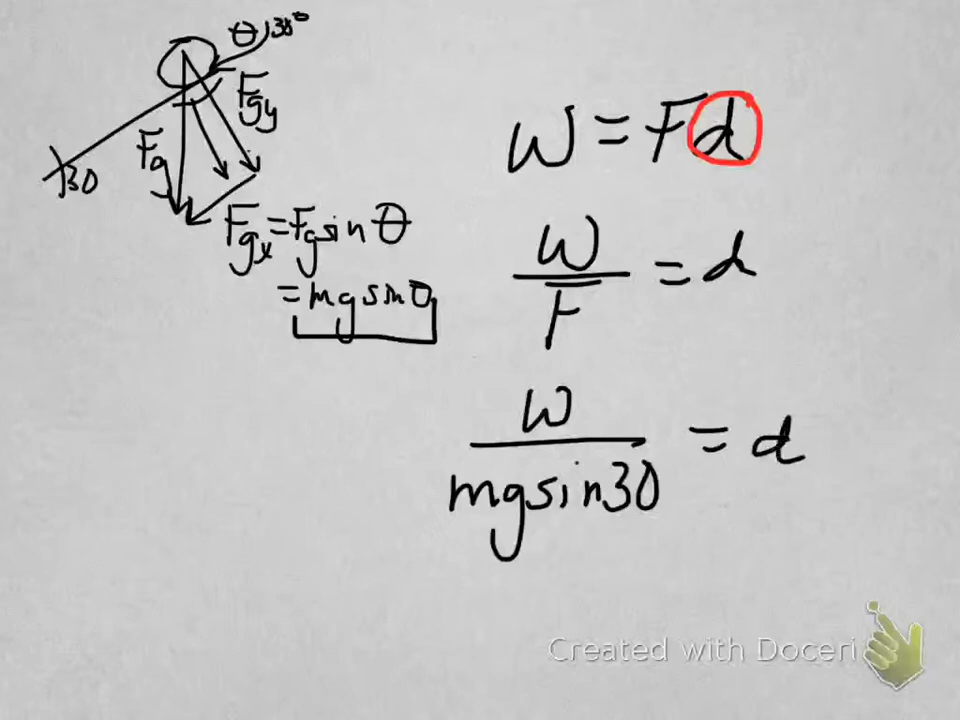 θ 30°
Fgy
Fg
30
Fgx = Fg sin θ
= mg sin θ
W = Fd
W/F = d
W/mgsin30 = d
Created with Doceri